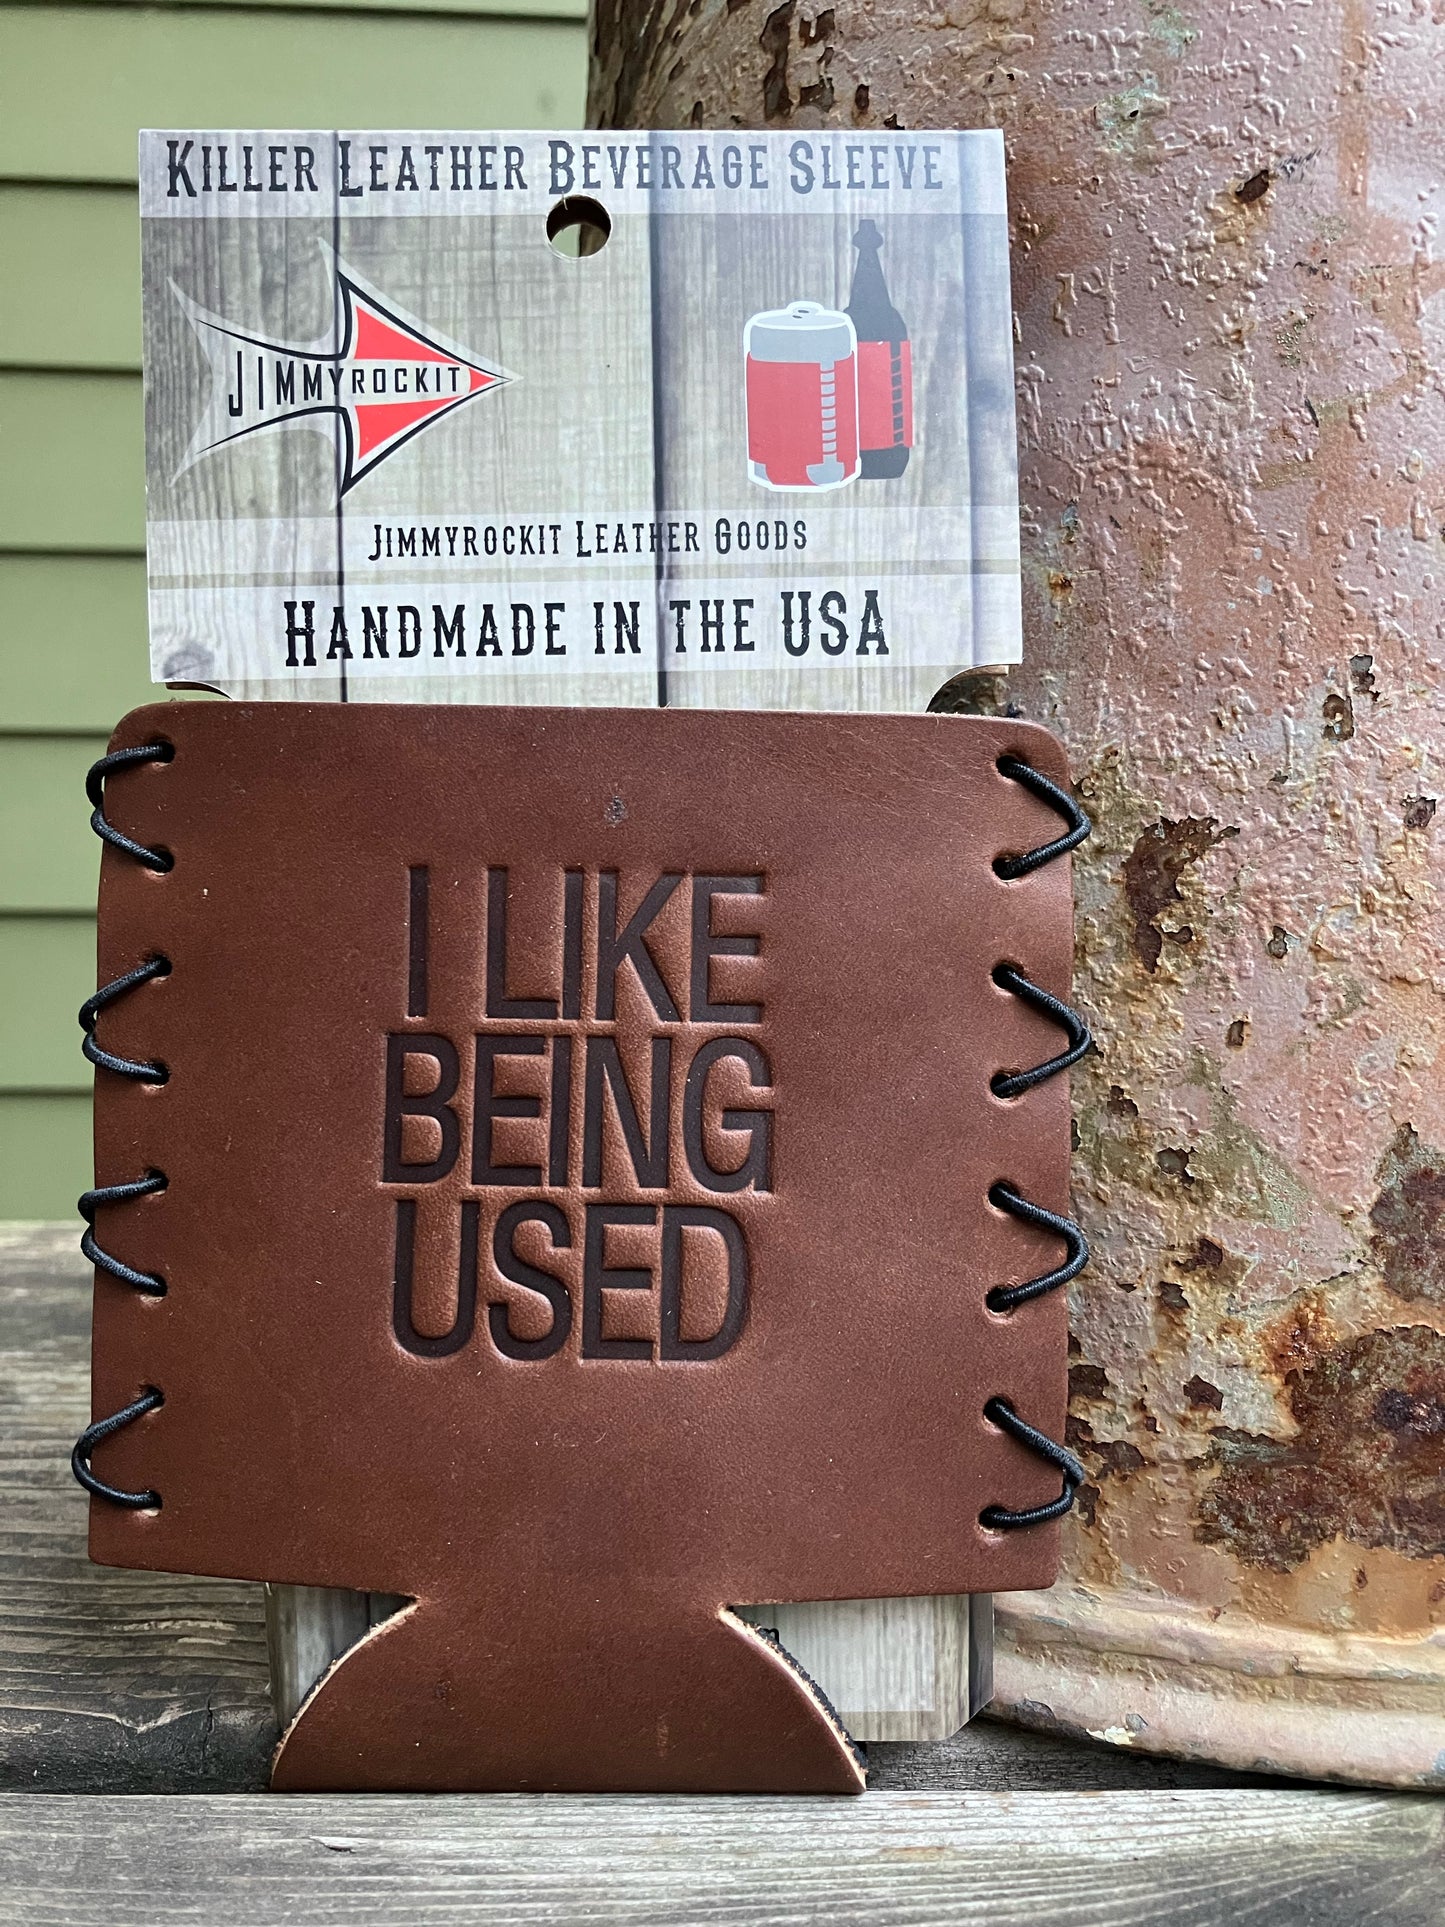 KILLER LEATHER BEVERAGE SLEEVE
JIMMYROCKIT
JIMMYROCKIT LEATHER GOODS
HANDMADE IN THE USA
I LIKE
BEING
USED